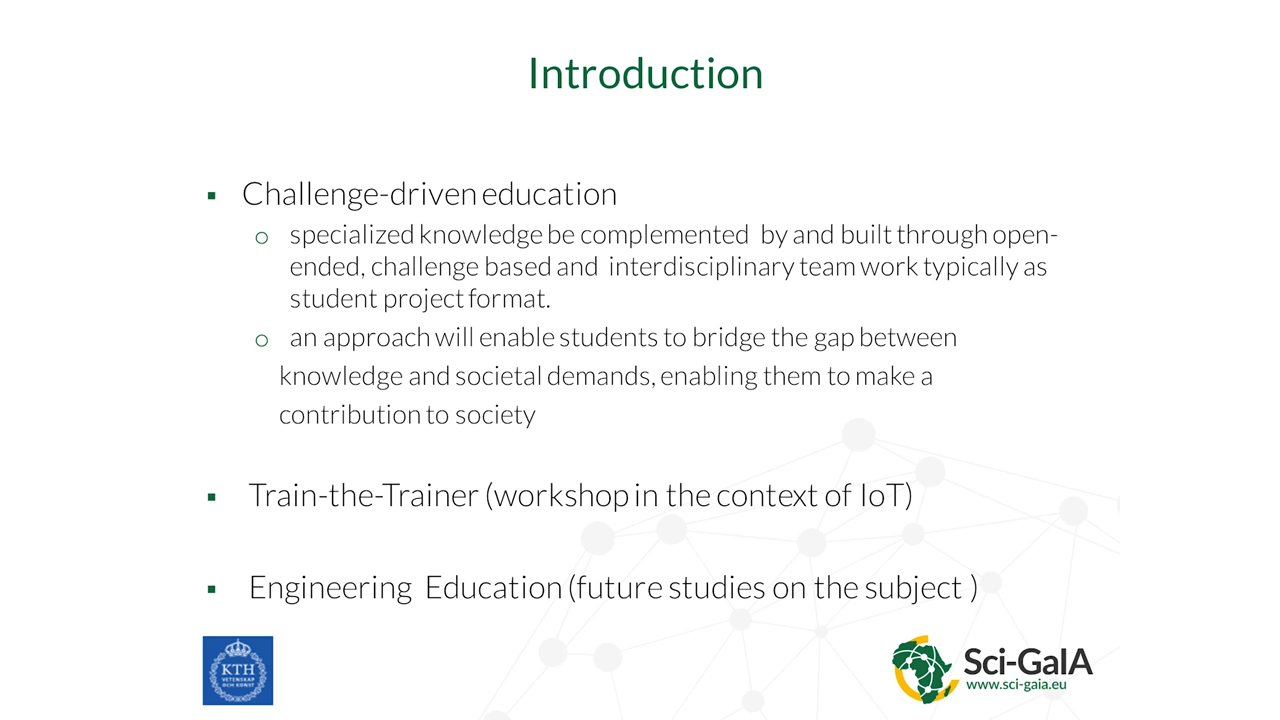 Introduction
Challenge-driven education
specialized knowledge be complemented by and built through open-
ended, challenge based and interdisciplinary team work typically as
student project format.
an approach will enable students to bridge the gap between
knowledge and societal demands, enabling them to make a
contribution to society
Train-the-Trainer (workshop in the context of IoT)
Engineering Education (future studies on the subject )
KTH
VETENSKAP
OCH KONST
Sci-GaIA
www.sci-gaia.eu